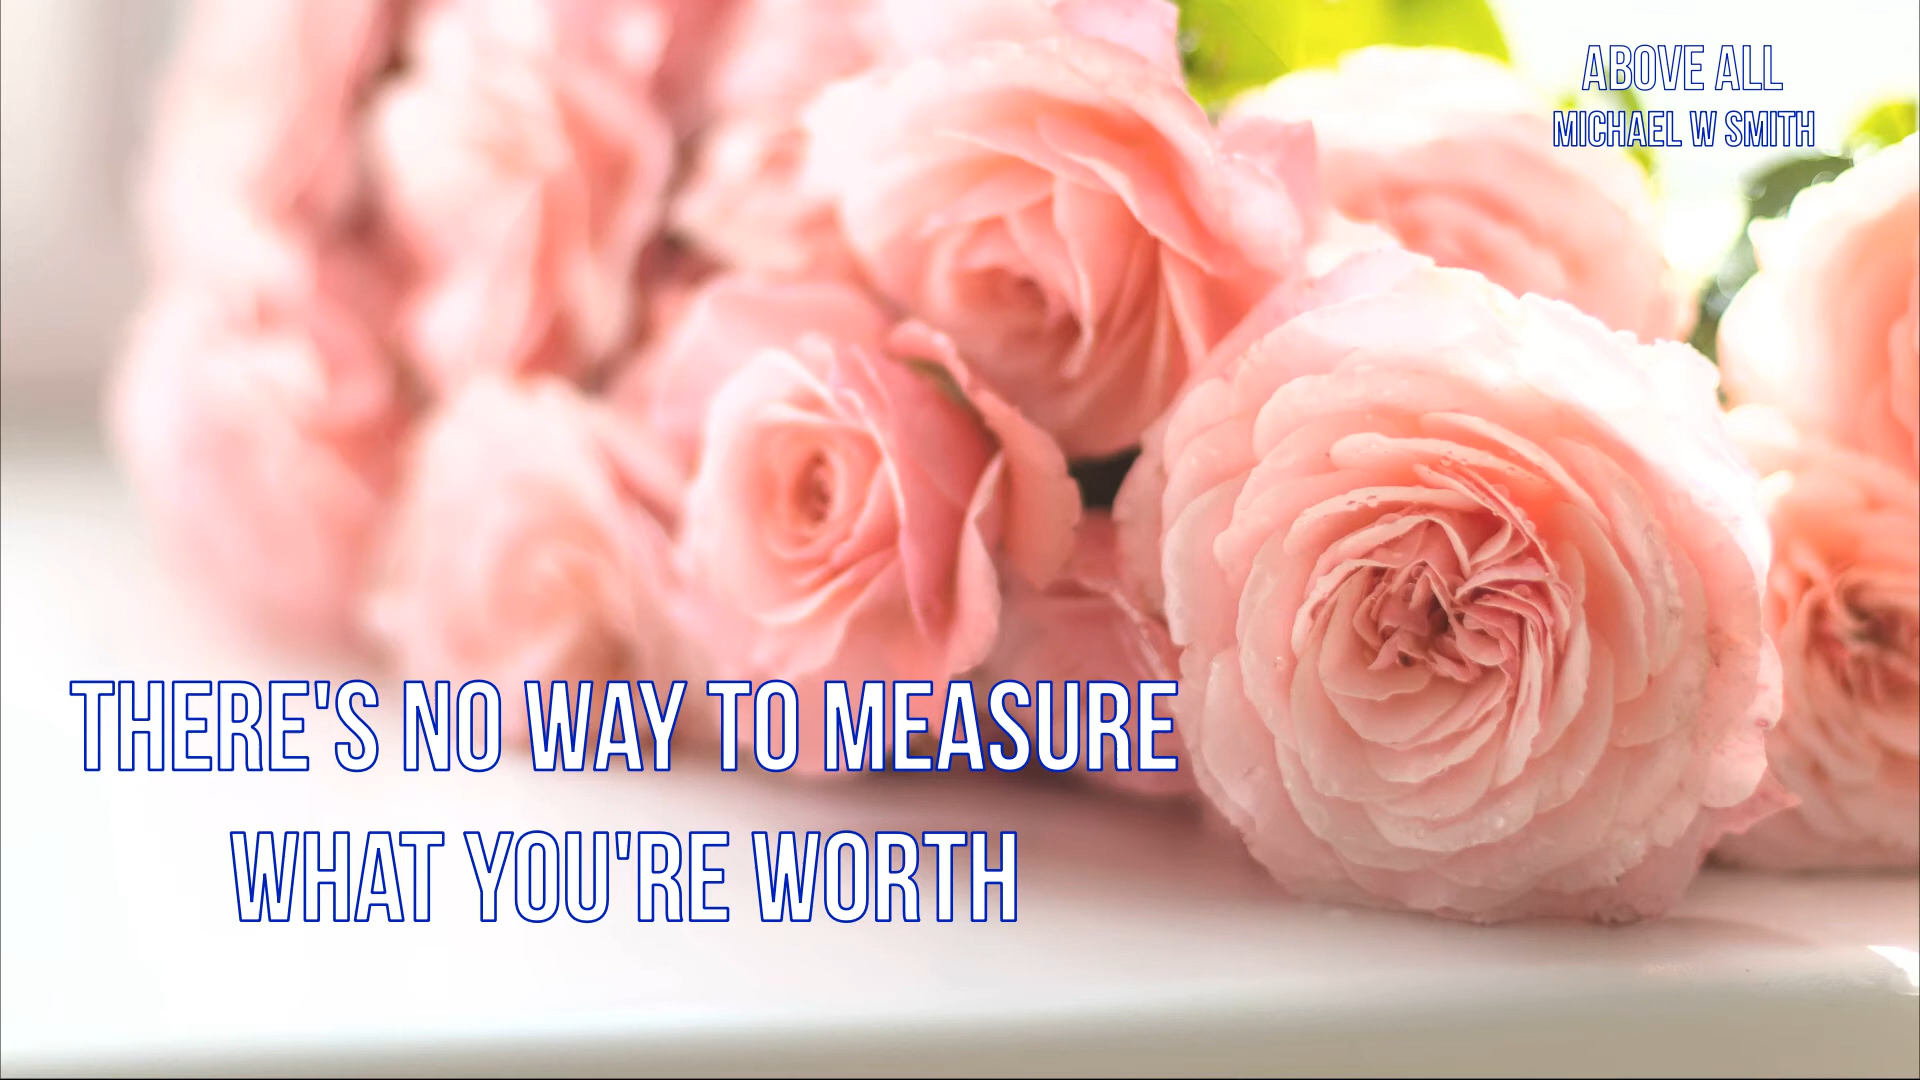 ABOVE ALL
MICHAEL W SMITH
THERE'S NO WAY TO MEASURE
WHAT YOU'RE WORTH